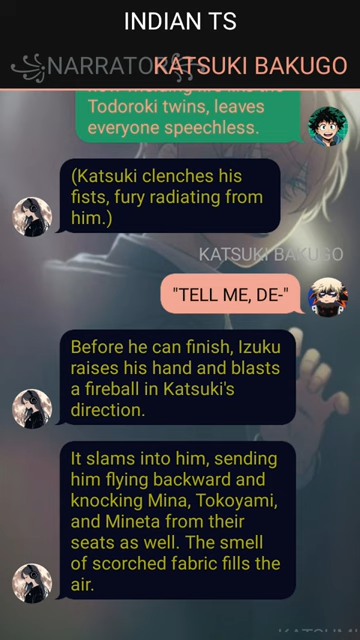 INDIAN TS
NARRATOR
KATSUKI BAKUGO
Todoroki twins, leaves
everyone speechless.
(Katsuki clenches his
fists, fury radiating from
him.)
KATSUKI BAKUGO
"TELL ME, DE-"
Before he can finish, Izuku
raises his hand and blasts
a fireball in Katsuki's
direction.
It slams into him, sending
him flying backward and
knocking Mina, Tokoyami,
and Mineta from their
seats as well. The smell
of scorched fabric fills the
air.